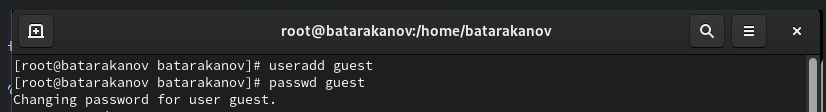 root@batarakanov:/home/batarakanov
[root@batarakanov batarakanov]# useradd guest
[root@batarakanov batarakanov]# passwd guest
Changing password for user guest.